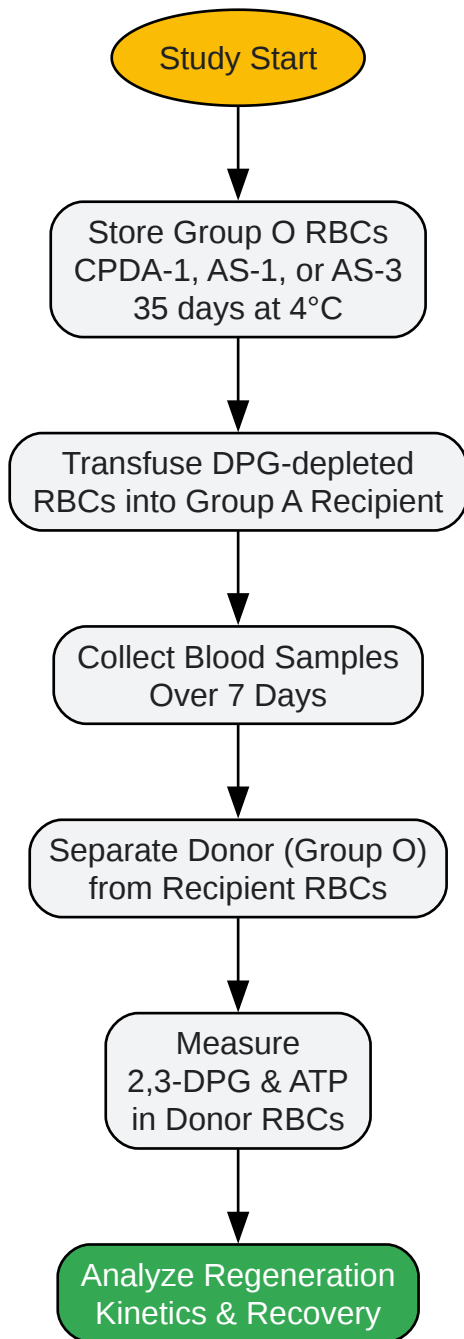 Study Start
Store Group O RBCs
CPDA-1, AS-1, or AS-3
35 days at 4°C
Transfuse DPG-depleted
RBCs into Group A Recipient
Collect Blood Samples
Over 7 Days
Separate Donor (Group O)
from Recipient RBCs
Measure
2,3-DPG & ATP
in Donor RBCs
Analyze Regeneration
Kinetics & Recovery